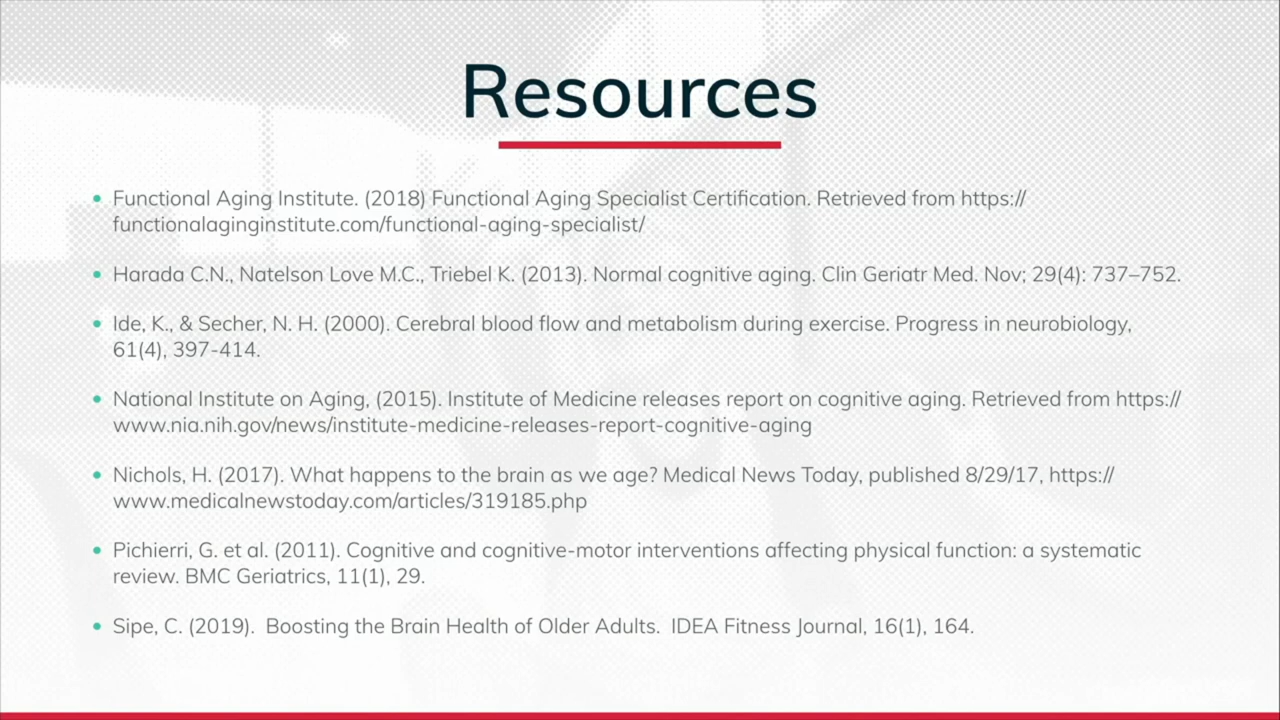 Resources
• Functional Aging Institute. (2018) Functional Aging Specialist Certification. Retrieved from https://
functionalaginginstitute.com/functional-aging-specialist/
• Harada C.N., Natelson Love M.C., Triebel K. (2013). Normal cognitive aging. Clin Geriatr Med. Nov; 29(4): 737–752.
• Ide, K., & Secher, N. H. (2000). Cerebral blood flow and metabolism during exercise. Progress in neurobiology,
61(4), 397-414.
• National Institute on Aging, (2015). Institute of Medicine releases report on cognitive aging. Retrieved from https://
www.nia.nih.gov/news/institute-medicine-releases-report-cognitive-aging
• Nichols, H. (2017). What happens to the brain as we age? Medical News Today, published 8/29/17, https://
www.medicalnewstoday.com/articles/319185.php
• Pichierri, G. et al. (2011). Cognitive and cognitive-motor interventions affecting physical function: a systematic
review. BMC Geriatrics, 11(1), 29.
• Sipe, C. (2019).  Boosting the Brain Health of Older Adults.  IDEA Fitness Journal, 16(1), 164.